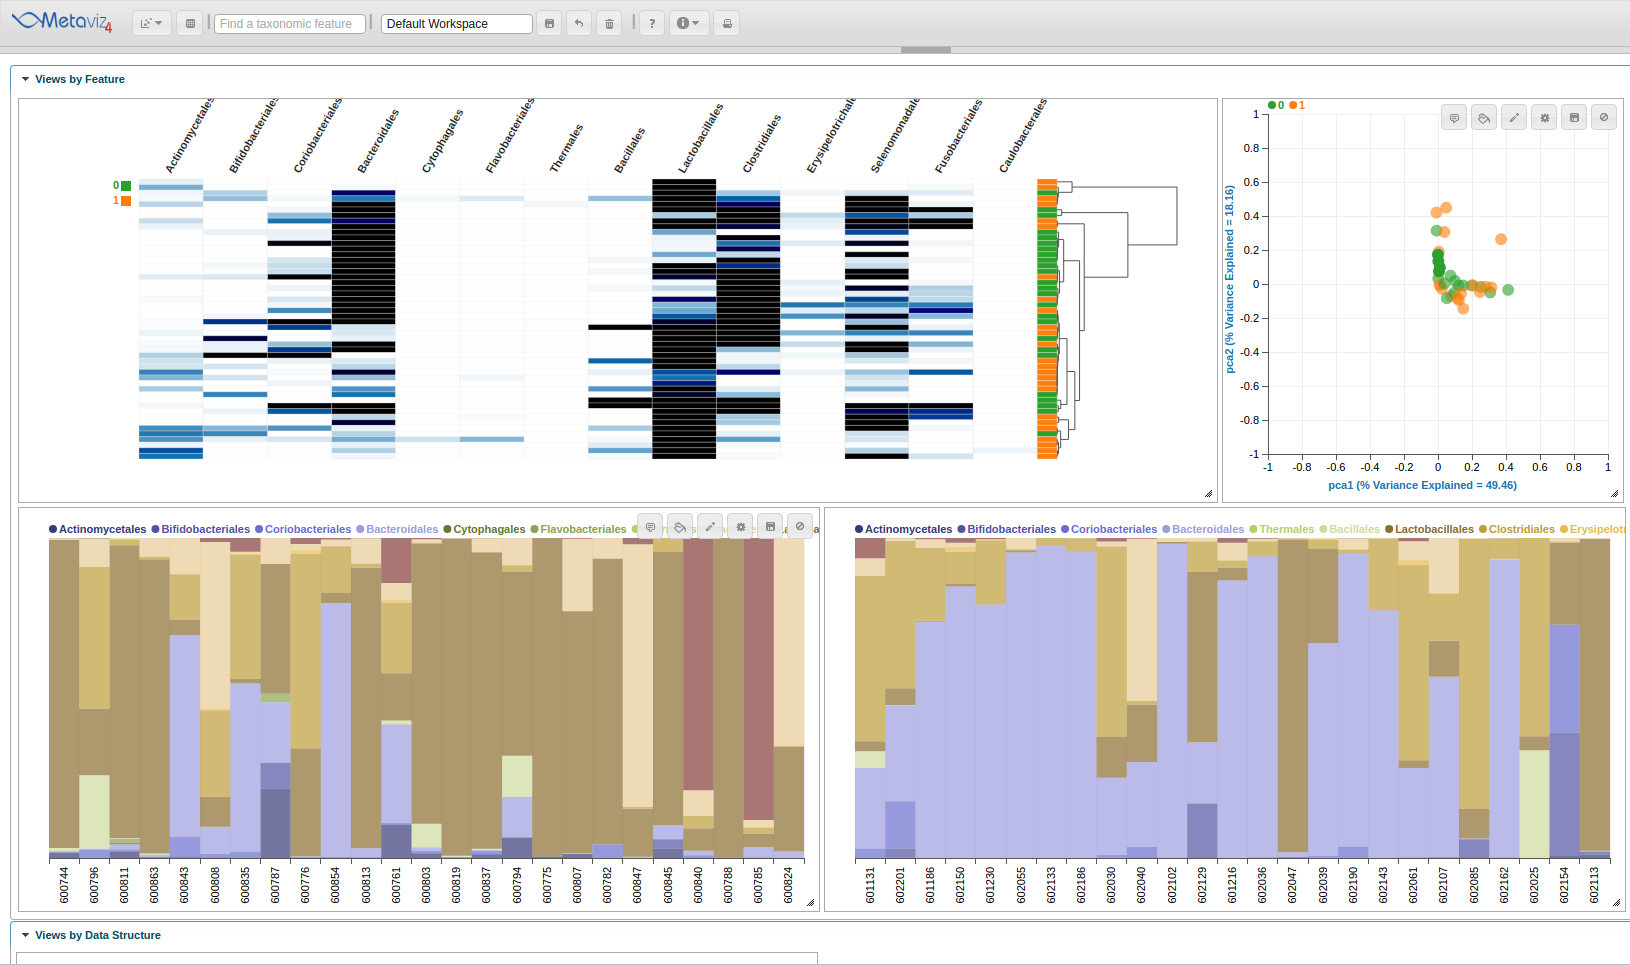 Metaviz4
Find a taxonomic feature
Default Workspace
?
Views by Feature
Actinomycetales Bifidobacteriales Coriobacteriales Bacteroidales Cytophagales Flavobacteriales Thermales Bacillales Lactobacillales Clostridiales Erysipelotrichale Selenomonadale Fusobacteriales Caulobacterales
0
1
0 1
1
0.8
0.6
0.4
0.2
0
-0.2
-0.4
-0.6
-0.8
-1
pca2 (% Variance Explained = 18.16)
-1 -0.8 -0.6 -0.4 -0.2 0 0.2 0.4 0.6 0.8 1
pca1 (% Variance Explained = 49.46)
Actinomycetales Bifidobacteriales Coriobacteriales Bacteroidales Cytophagales Flavobacteriales
600744 600796 600811 600863 600843 600808 600835 600787 600776 600854 600813 600761 600803 600819 600837 600794 600775 600807 600782 600847 600845 600840 600788 600785 600824
Actinomycetales Bifidobacteriales Coriobacteriales Bacteroidales Thermales Bacillales Lactobacillales Clostridiales Erysipelotr
601131 602201 601186 602150 601230 602055 602133 602186 602030 602040 602102 602129 601216 602036 602047 602039 602190 602143 602061 602107 602085 602162 602025 602154 602113
Views by Data Structure